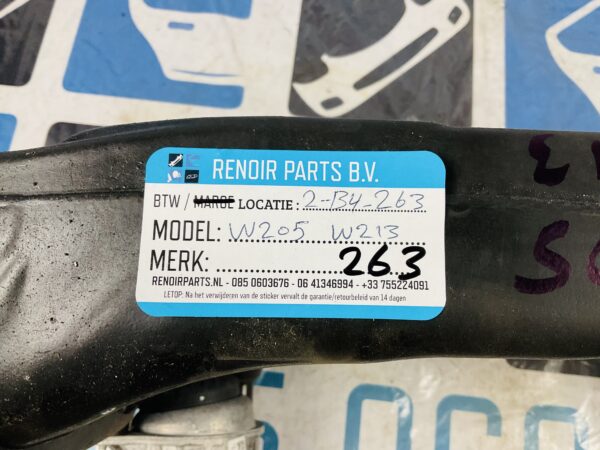 RENOIR PARTS B.V.
BTW / MARGE LOCATIE : 2-B4-263
MODEL: W205 W213
MERK: 263
RENOIRPARTS.NL - 085 0603676 - 06 41346994 - +33 755224091
LETOP: Na het verwijderen van de sticker vervalt de garantie/retourbeleid van 14 dagen